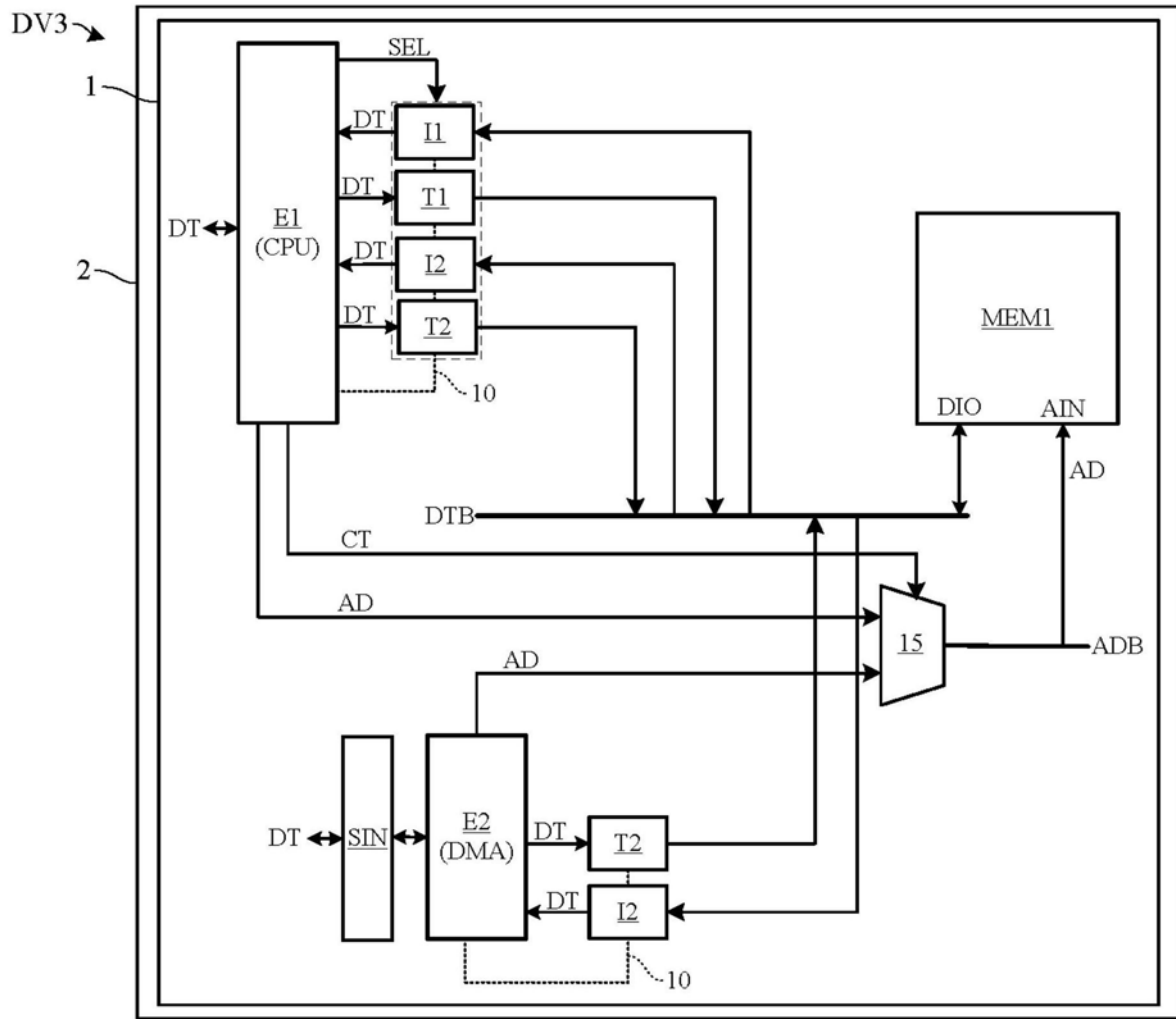 DV3
SEL
1
DT
I1
DT
T1
E1
(CPU)
DT
DT
I2
2
DT
T2
MEM1
10
DIO
AIN
AD
DTB
CT
AD
15
ADB
AD
DT
SIN
E2
(DMA)
DT
T2
DT
I2
10